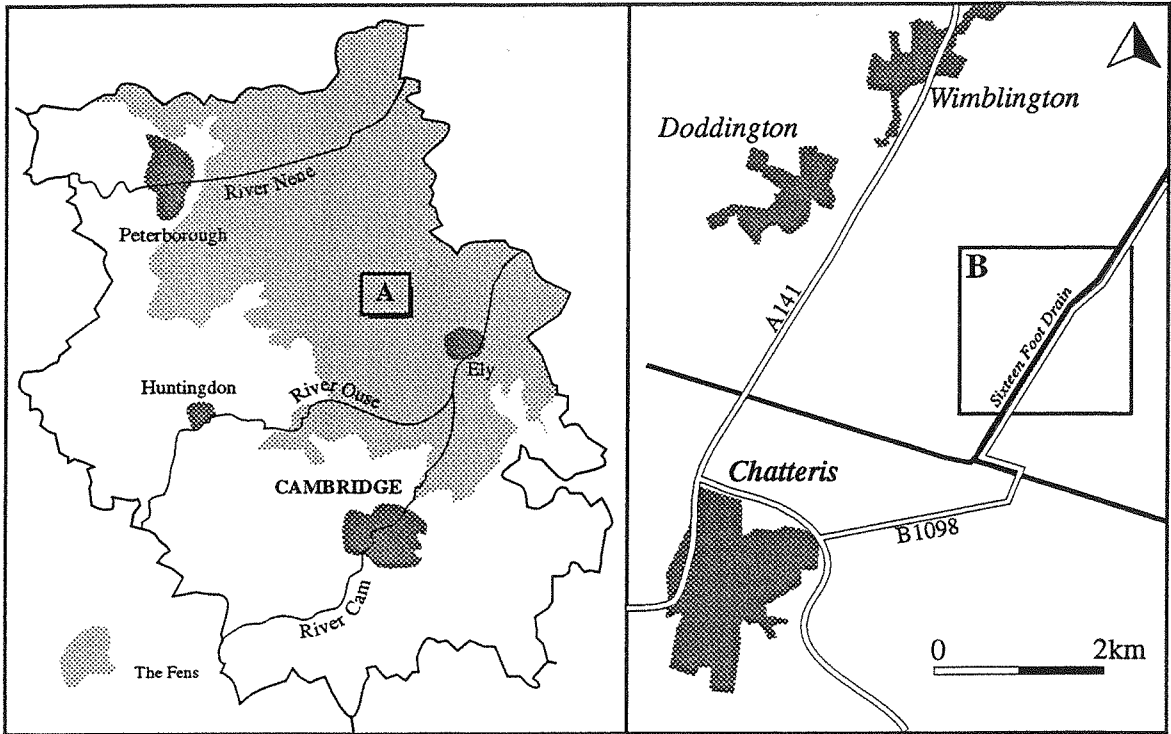 River Nene
Peterborough
A
Ely
Huntingdon
River Ouse
CAMBRIDGE
River Cam
The Fens
Wimblington
Doddington
A141
B
Sixteen Foot Drain
Chatteris
B1098
0 2km